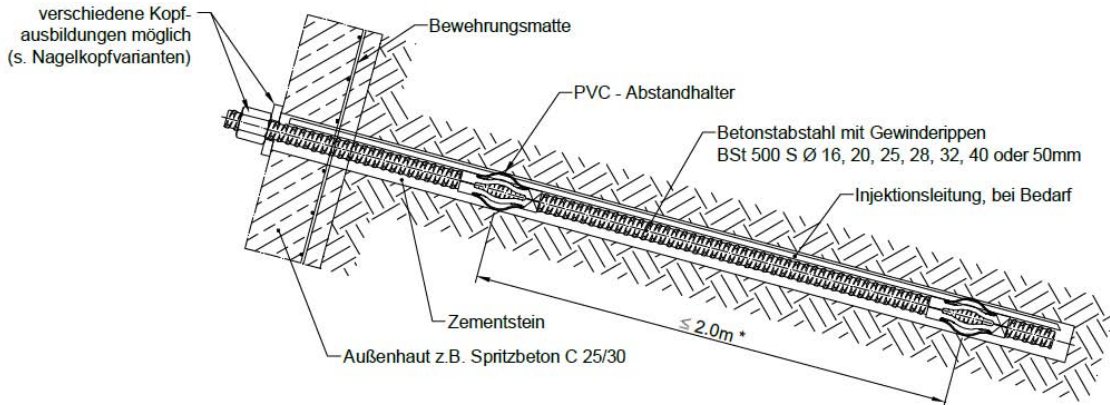 verschiedene Kopf-
ausbildungen möglich
(s. Nagelkopfvarianten)
Bewehrungsmatte
PVC - Abstandhalter
Betonstabstahl mit Gewinderippen
BSt 500 S Ø 16, 20, 25, 28, 32, 40 oder 50mm
Injektionsleitung, bei Bedarf
≤ 2.0m *
Zementstein
Außenhaut z.B. Spritzbeton C 25/30